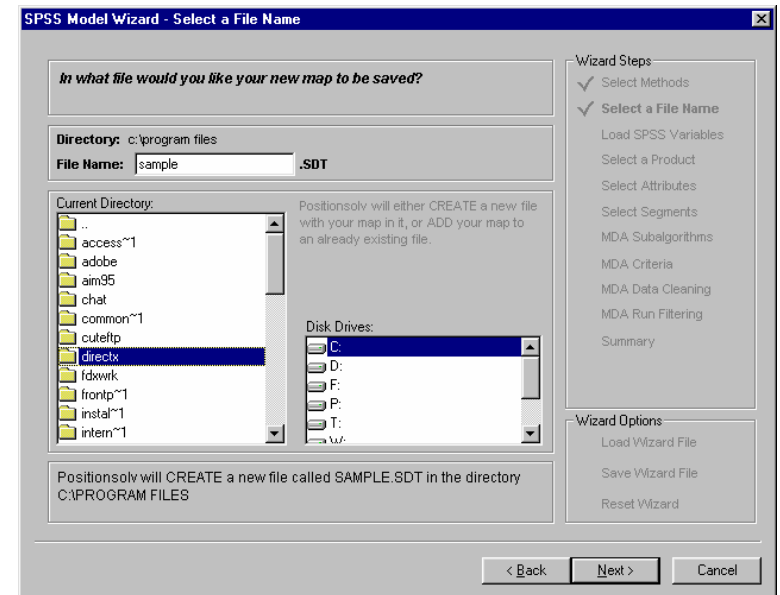 SPSS Model Wizard - Select a File Name
In what file would you like your new map to be saved?
Directory: c:\program files
File Name: sample .SDT
Current Directory:
..
access~1
adobe
aim95
chat
common~1
cuteftp
directx
fdxwrk
frontp~1
instal~1
intern~1
Positionsolv will either CREATE a new file
with your map in it, or ADD your map to
an already existing file.
Disk Drives:
C:
D:
F:
P:
T:
W:
Positionsolv will CREATE a new file called SAMPLE.SDT in the directory
C:\PROGRAM FILES
Wizard Steps
Select Methods
Select a File Name
Load SPSS Variables
Select a Product
Select Attributes
Select Segments
MDA Subalgorithms
MDA Criteria
MDA Data Cleaning
MDA Run Filtering
Summary
Wizard Options
Load Wizard File
Save Wizard File
Reset Wizard
< Back
Next >
Cancel